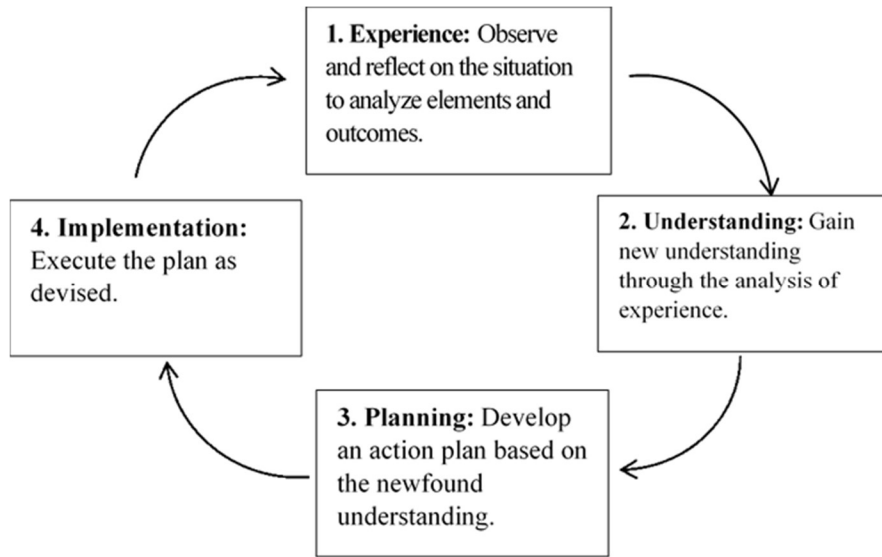 1. Experience: Observe
and reflect on the situation
to analyze elements and
outcomes.
2. Understanding: Gain
new understanding
through the analysis of
experience.
3. Planning: Develop
an action plan based on
the newfound
understanding.
4. Implementation:
Execute the plan as
devised.